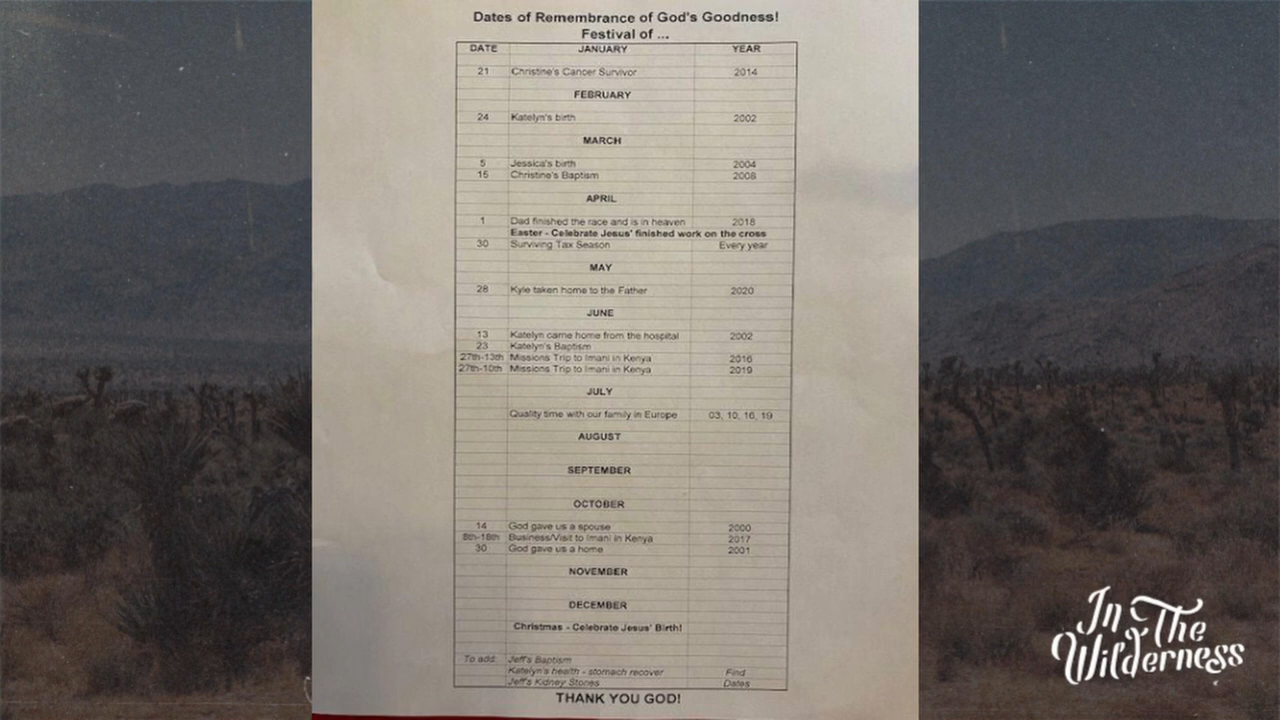 Dates of Remembrance of God's Goodness!
Festival of ...
DATE JANUARY YEAR
21 Christine's Cancer Survivor 2014
FEBRUARY
24 Katelyn's birth 2002
MARCH
5 Jessica's birth 2004
15 Christine's Baptism 2008
APRIL
1 Dad finished the race and is in heaven 2018
Easter - Celebrate Jesus' finished work on the cross
30 Surviving Tax Season Every year
MAY
28 Kyle taken home to the Father 2020
JUNE
13 Katelyn came home from the hospital 2002
23 Katelyn's Baptism
27th-13th Missions Trip to Imani in Kenya 2016
27th-10th Missions Trip to Imani in Kenya 2019
JULY
Quality time with our family in Europe 03, 10, 16, 19
AUGUST
SEPTEMBER
OCTOBER
14 God gave us a spouse 2000
8th-18th Business/Visit to Imani in Kenya 2017
30 God gave us a home 2001
NOVEMBER
DECEMBER
Christmas - Celebrate Jesus' Birth!
To add: Jeff's Baptism
Katelyn's health - stomach recover Find
Jeff's Kidney Stones Dates
THANK YOU GOD!
In The
Wilderness